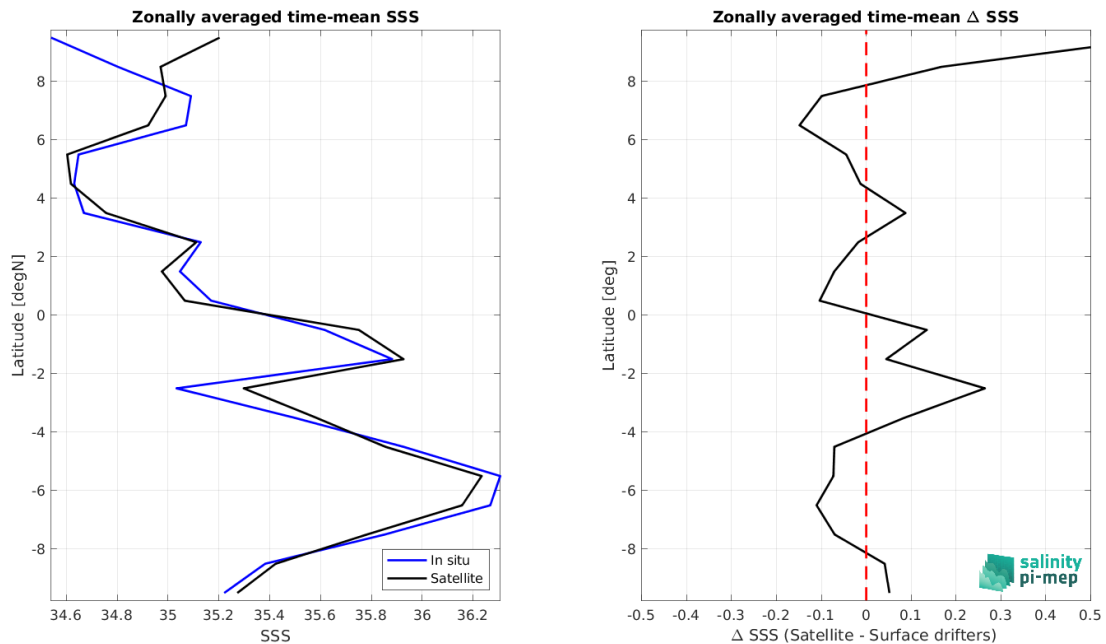 Zonally averaged time-mean SSS
Latitude [degN]
8
6
4
2
0
-2
-4
-6
-8
34.6 34.8 35 35.2 35.4 35.6 35.8 36 36.2
SSS
In situ
Satellite
Zonally averaged time-mean Δ SSS
Latitude [deg]
8
6
4
2
0
-2
-4
-6
-8
-0.5 -0.4 -0.3 -0.2 -0.1 0 0.1 0.2 0.3 0.4 0.5
Δ SSS (Satellite - Surface drifters)
salinity
pi-mep